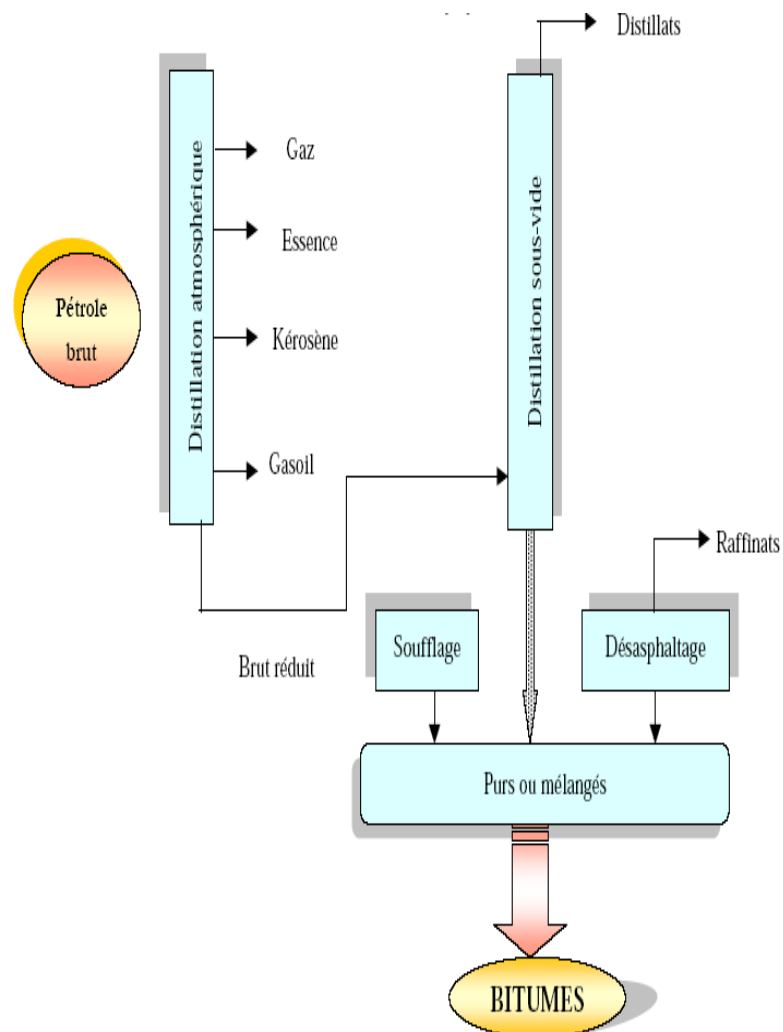 Distillats
Distillation atmosphérique
Gaz
Essence
Kérosène
Gasoil
Pétrole
brut
Distillation sous-vide
Raffinats
Brut réduit
Soufflage
Désasphaltage
Purs ou mélangés
BITUMES